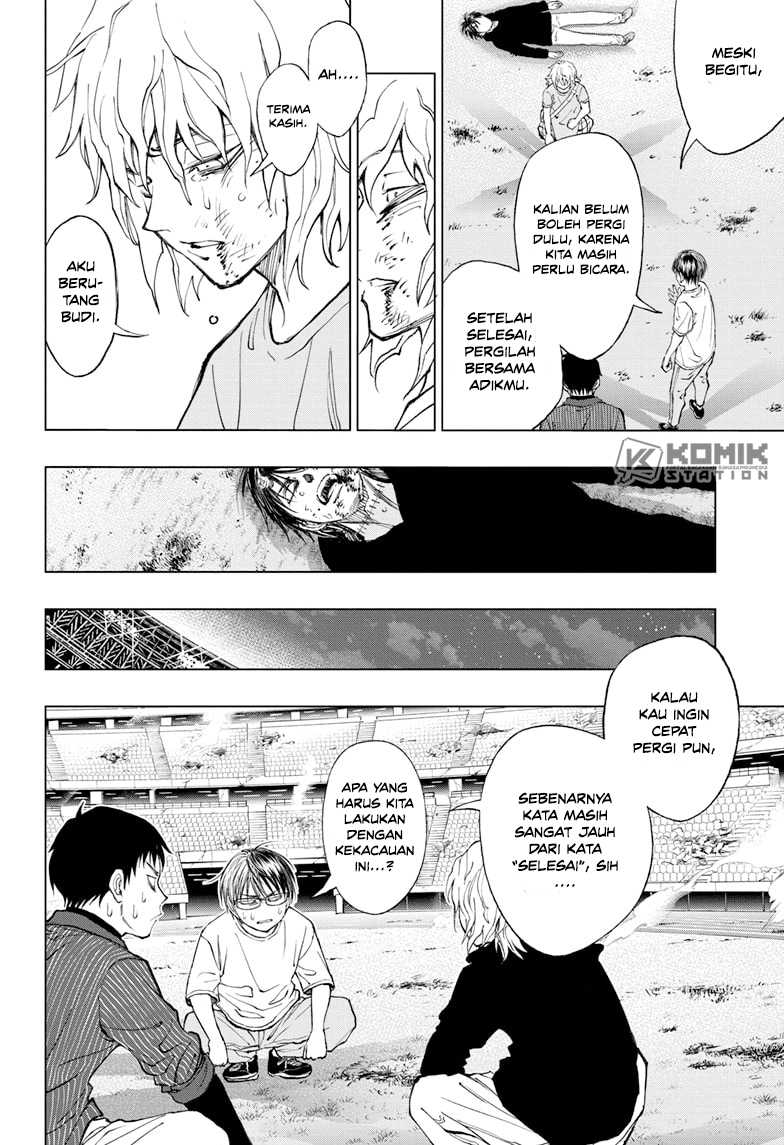 MESKI
BEGITU,
KALIAN BELUM
BOLEH PERGI
DULU, KARENA
KITA MASIH
PERLU BICARA.
SETELAH
SELESAI,
PERGILAH
BERSAMA
ADIKMU.
AH....
TERIMA
KASIH.
AKU
BERU-
TANG
BUDI.
KOMIK
STATION
KALAU
KAU INGIN
CEPAT
PERGI PUN,
SEBENARNYA
KATA MASIH
SANGAT JAUH
DARI KATA
"SELESAI", SIH
....
APA YANG
HARUS KITA
LAKUKAN
DENGAN
KEKACAUAN
INI...?